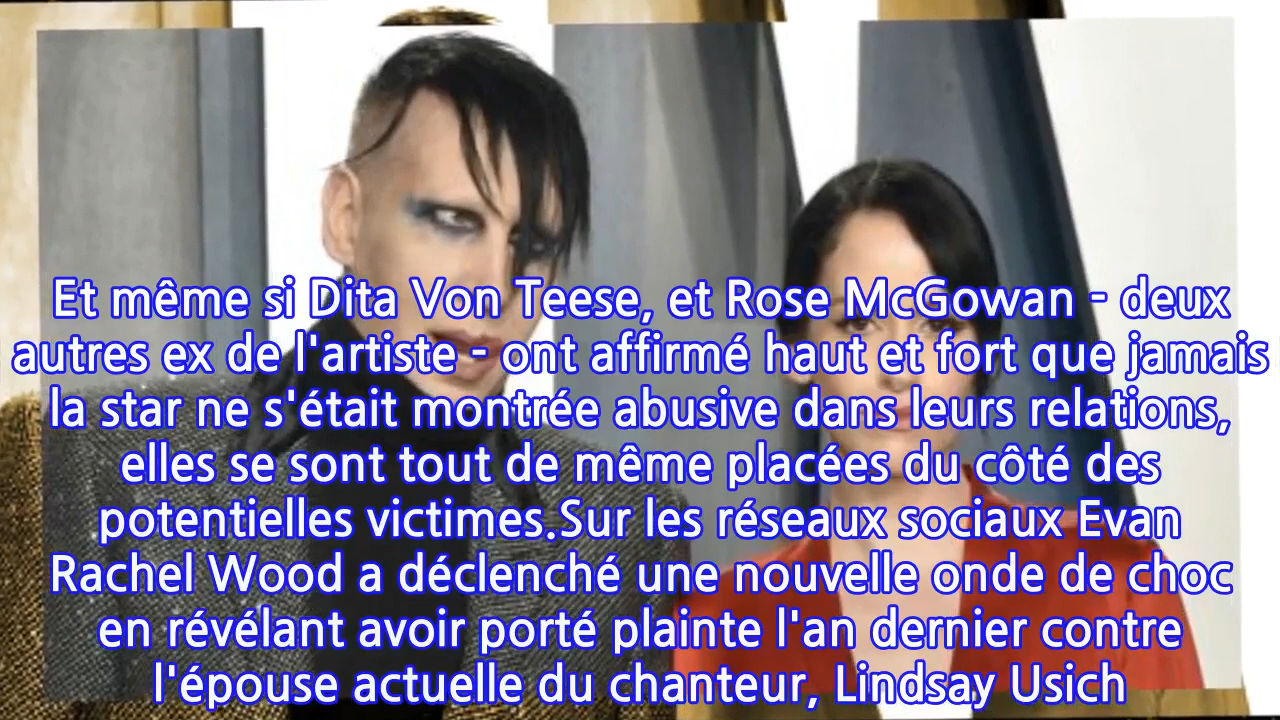 Et même si Dita Von Teese, et Rose McGowan - deux
autres ex de l'artiste - ont affirmé haut et fort que jamais
la star ne s'était montrée abusive dans leurs relations,
elles se sont tout de même placées du côté des
potentielles victimes.Sur les réseaux sociaux Evan
Rachel Wood a déclenché une nouvelle onde de choc
en révélant avoir porté plainte l'an dernier contre
l'épouse actuelle du chanteur, Lindsay Usich